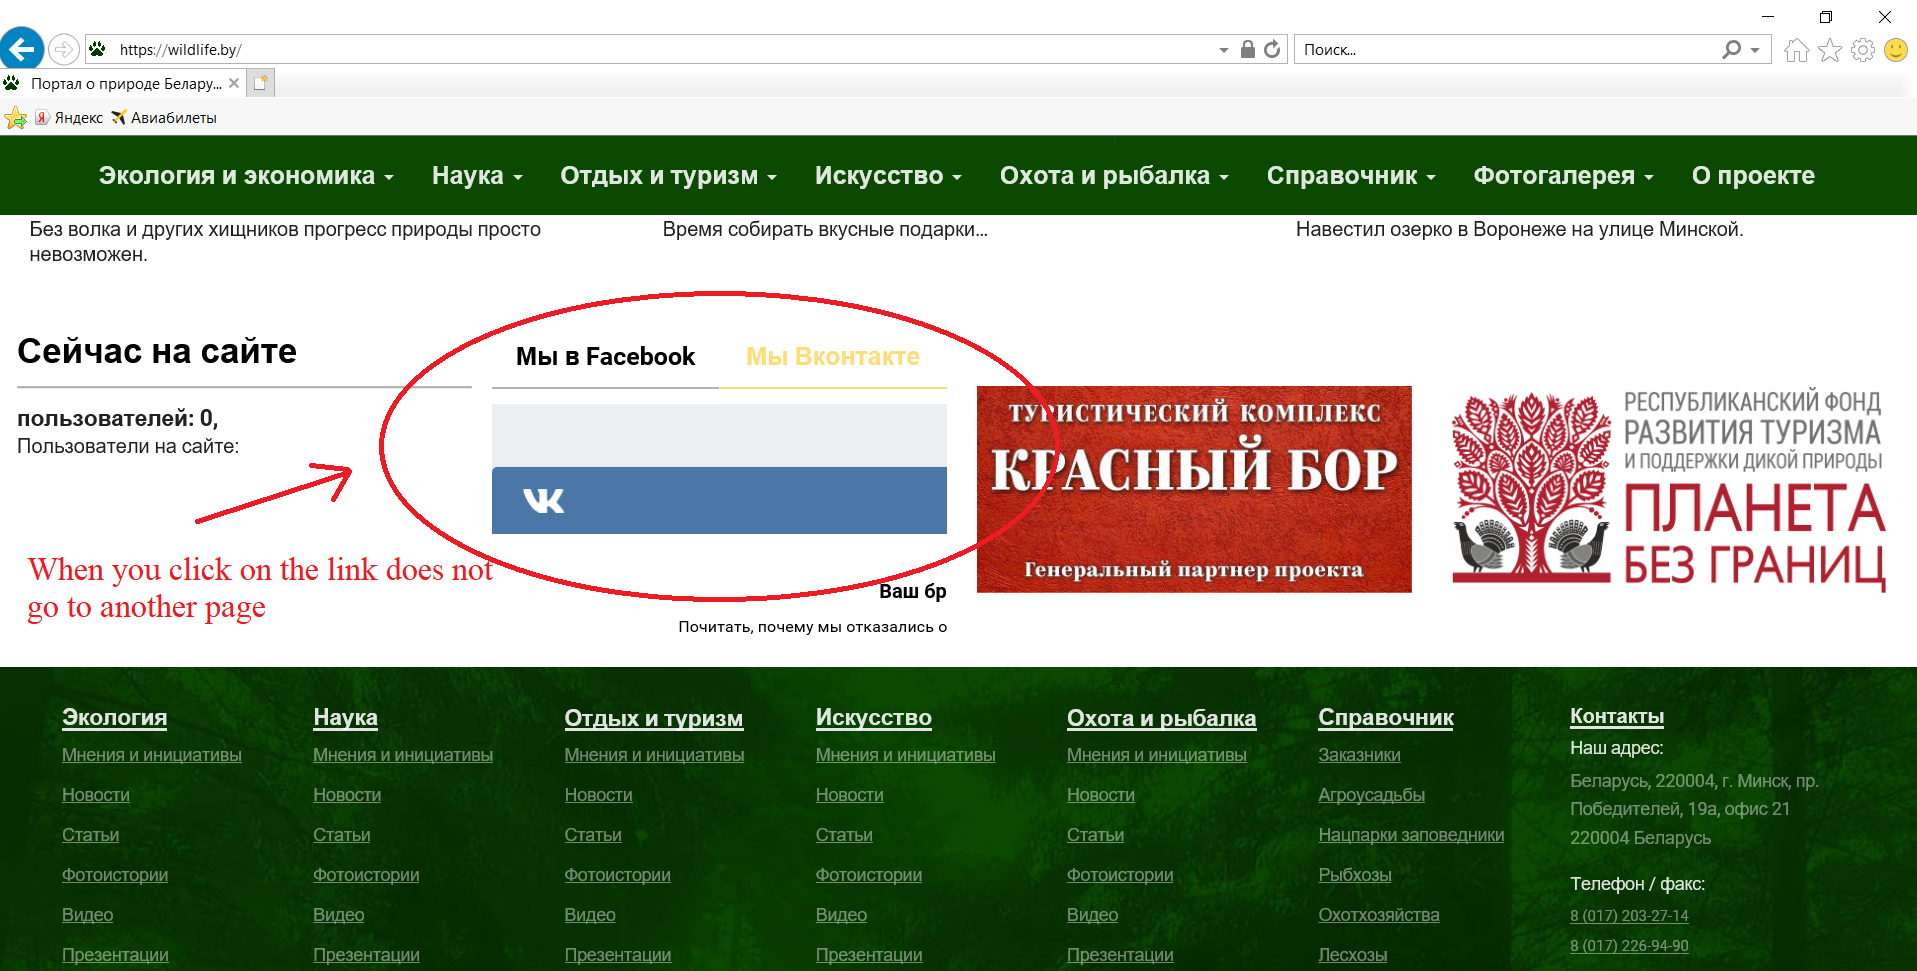 https://wildlife.by/
Поиск...
Портал о природе Белару...
Яндекс
Авиабилеты
Экология и экономика
Наука
Отдых и туризм
Искусство
Охота и рыбалка
Справочник
Фотогалерея
О проекте
Без волка и других хищников прогресс природы просто
невозможен.
Время собирать вкусные подарки...
Навестил озерко в Воронеже на улице Минской.
Сейчас на сайте
пользователей: 0,
Пользователи на сайте:
When you click on the link does not
go to another page
Мы в Facebook
Мы Вконтакте
Ваш бр
Почитать, почему мы отказались о
ТУРИСТИЧЕСКИЙ КОМПЛЕКС
КРАСНЫЙ БОР
Генеральный партнер проекта
РЕСПУБЛИКАНСКИЙ ФОНД
РАЗВИТИЯ ТУРИЗМА
И ПОДДЕРЖКИ ДИКОЙ ПРИРОДЫ
ПЛАНЕТА
БЕЗ ГРАНИЦ
Экология
Мнения и инициативы
Новости
Статьи
Фотоистории
Видео
Презентации
Наука
Мнения и инициативы
Новости
Статьи
Фотоистории
Видео
Презентации
Отдых и туризм
Мнения и инициативы
Новости
Статьи
Фотоистории
Видео
Презентации
Искусство
Мнения и инициативы
Новости
Статьи
Фотоистории
Видео
Презентации
Охота и рыбалка
Мнения и инициативы
Новости
Статьи
Фотоистории
Видео
Презентации
Справочник
Заказники
Агроусадьбы
Нацпарки заповедники
Рыбхозы
Охотхозяйства
Лесхозы
Контакты
Наш адрес:
Беларусь, 220004, г. Минск, пр.
Победителей, 19а, офис 21
220004 Беларусь
Телефон / факс:
8 (017) 203-27-14
8 (017) 226-94-90